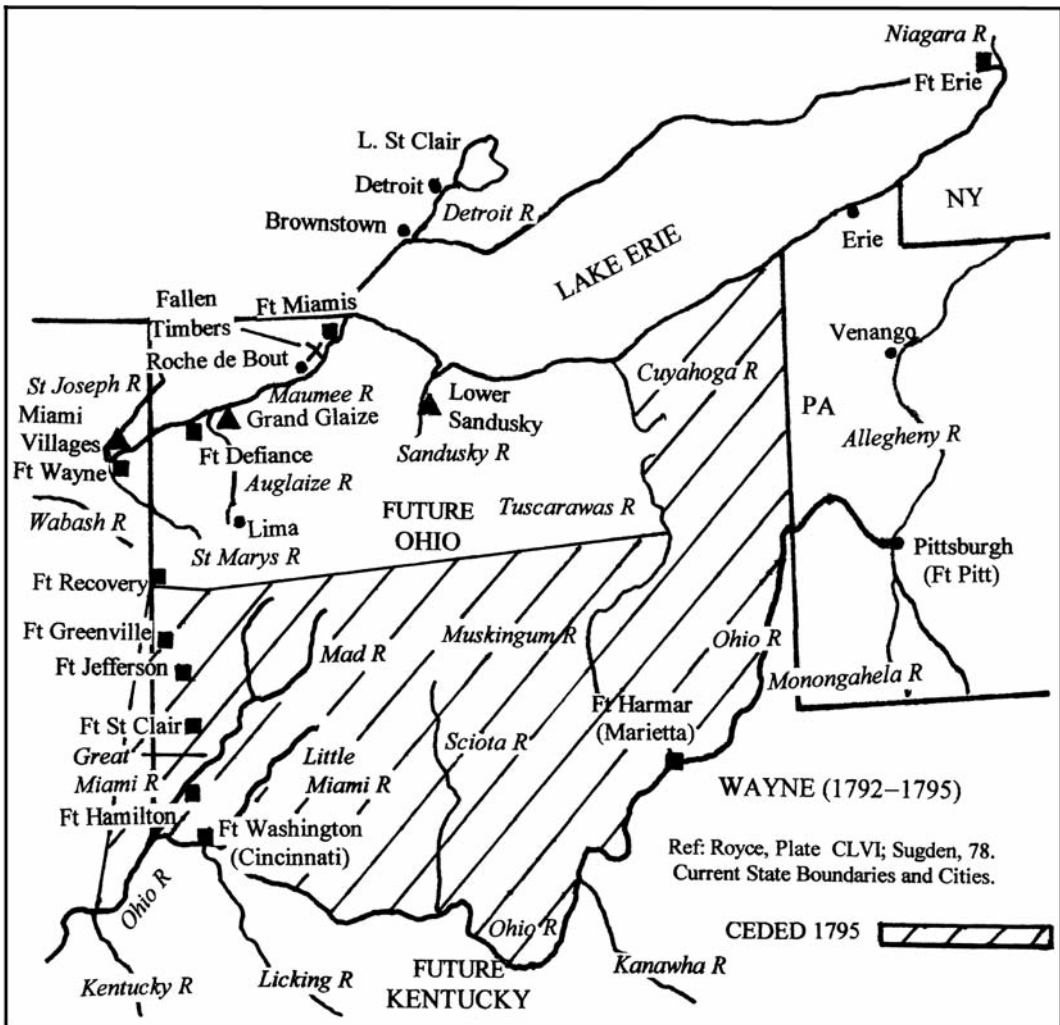 Niagara R
Ft Erie
L. St Clair
Detroit
Detroit R
Brownstown
NY
Erie
LAKE ERIE
Fallen
Timbers
Ft Miamis
Roche de Bout
Venango
St Joseph R
Maumee R
Cuyahoga R
Miami
Villages
Grand Glaize
Lower
Sandusky
PA
Allegheny R
Ft Wayne
Ft Defiance
Sandusky R
Auglaize R
Wabash R
Lima
FUTURE
OHIO
Tuscarawas R
St Marys R
Pittsburgh
(Ft Pitt)
Ft Recovery
Ft Greenville
Mad R
Muskingum R
Ohio R
Ft Jefferson
Monongahela R
Ft St Clair
Ft Harmar
(Marietta)
Great
Miami R
Little
Miami R
Sciota R
WAYNE (1792–1795)
Ft Hamilton
Ft Washington
(Cincinnati)
Ref: Royce, Plate CLVI; Sugden, 78.
Current State Boundaries and Cities.
Ohio R
Ohio R
CEDED 1795
Kentucky R
Licking R
FUTURE
KENTUCKY
Kanawha R